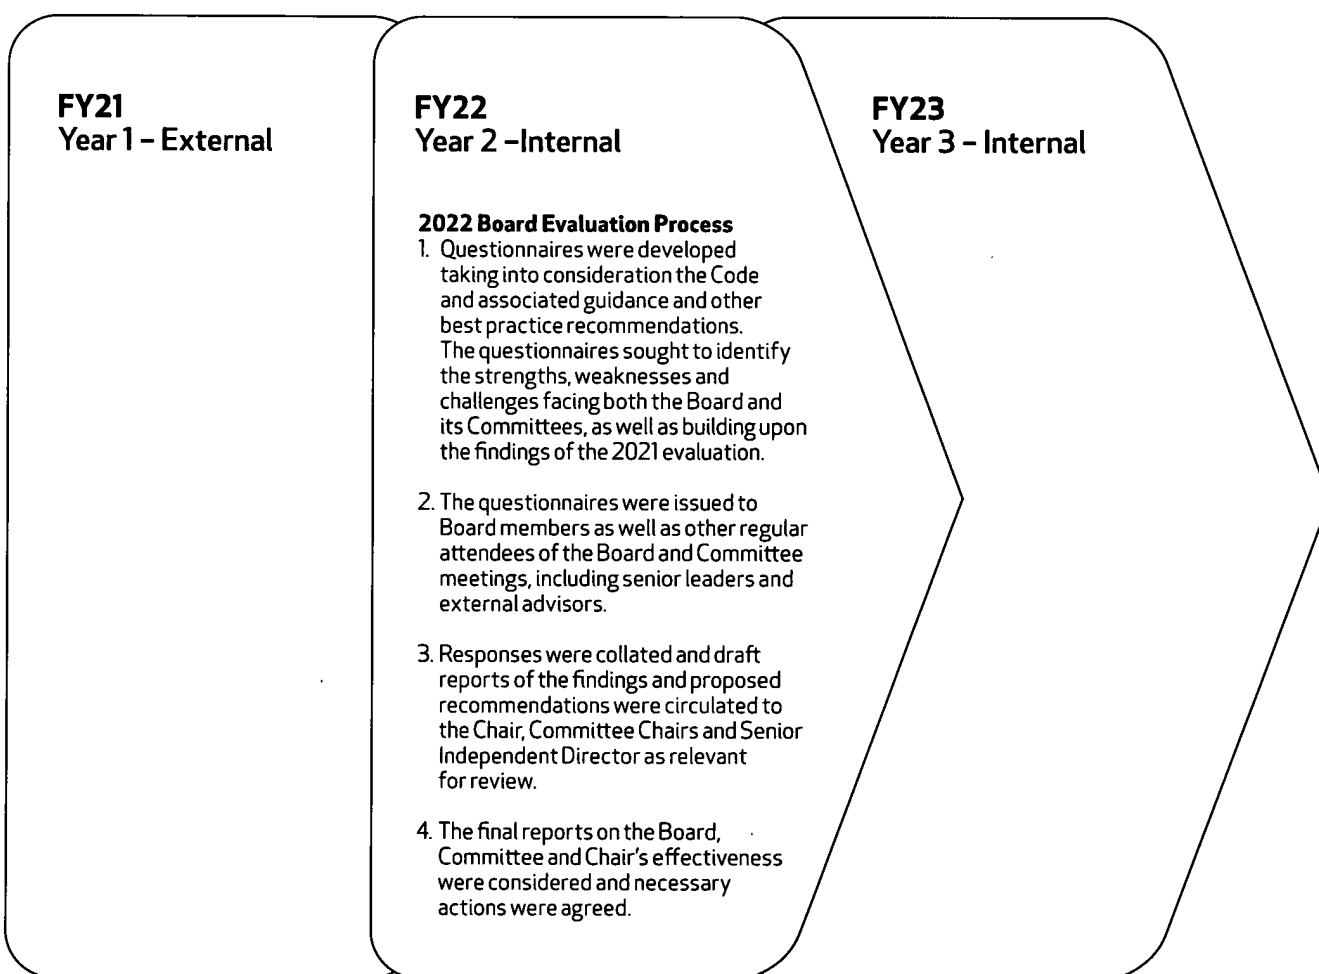 FY21
Year 1 – External
FY22
Year 2 –Internal
2022 Board Evaluation Process
1. Questionnaires were developed
taking into consideration the Code
and associated guidance and other
best practice recommendations.
The questionnaires sought to identify
the strengths, weaknesses and
challenges facing both the Board and
its Committees, as well as building upon
the findings of the 2021 evaluation.
2. The questionnaires were issued to
Board members as well as other regular
attendees of the Board and Committee
meetings, including senior leaders and
external advisors.
3. Responses were collated and draft
reports of the findings and proposed
recommendations were circulated to
the Chair, Committee Chairs and Senior
Independent Director as relevant
for review.
4. The final reports on the Board,
Committee and Chair's effectiveness
were considered and necessary
actions were agreed.
FY23
Year 3 – Internal